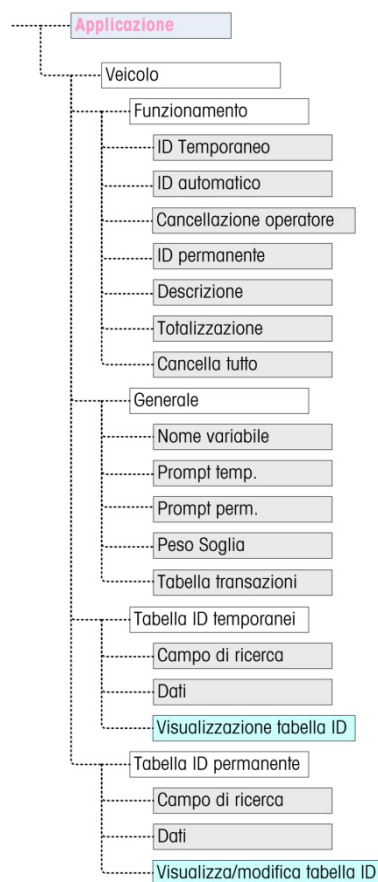 Applicazione
Veicolo
Funzionamento
ID Temporaneo
ID automatico
Cancellazione operatore
ID permanente
Descrizione
Totalizzazione
Cancella tutto
Generale
Nome variabile
Prompt temp.
Prompt perm.
Peso Soglia
Tabella transazioni
Tabella ID temporanei
Campo di ricerca
Dati
Visualizzazione tabella ID
Tabella ID permanente
Campo di ricerca
Dati
Visualizza/modifica tabella ID